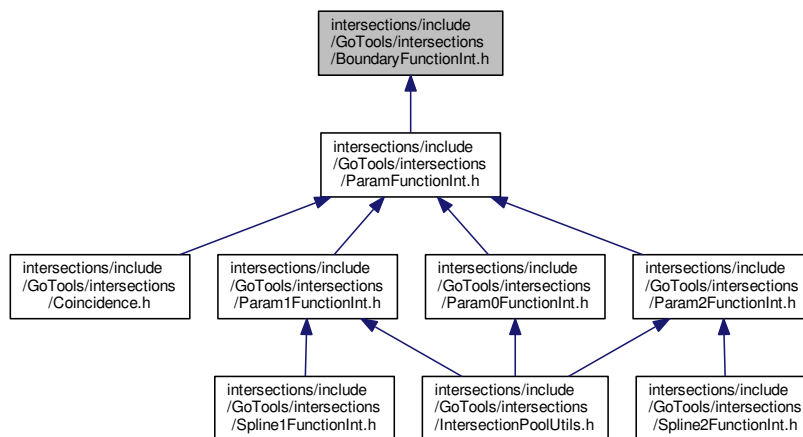 intersections/include
/GoTools/intersections
/BoundaryFunctionInt.h
intersections/include
/GoTools/intersections
/ParamFunctionInt.h
intersections/include
/GoTools/intersections
/Coincidence.h
intersections/include
/GoTools/intersections
/Param1FunctionInt.h
intersections/include
/GoTools/intersections
/Param0FunctionInt.h
intersections/include
/GoTools/intersections
/Param2FunctionInt.h
intersections/include
/GoTools/intersections
/Spline1FunctionInt.h
intersections/include
/GoTools/intersections
/IntersectionPoolUtils.h
intersections/include
/GoTools/intersections
/Spline2FunctionInt.h